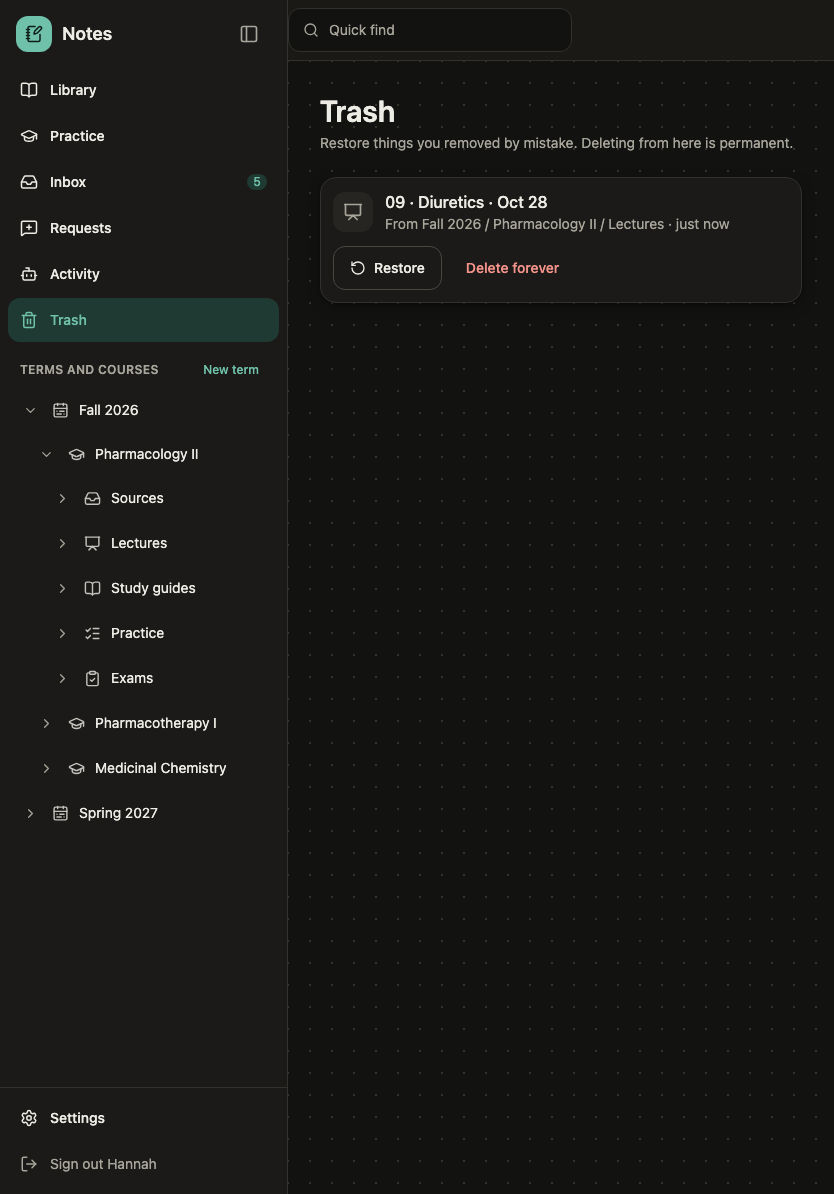 Notes
Quick find
Library
Practice
Inbox 5
Requests
Activity
Trash
TERMS AND COURSES New term
Fall 2026
Pharmacology II
Sources
Lectures
Study guides
Practice
Exams
Pharmacotherapy I
Medicinal Chemistry
Spring 2027
Settings
Sign out Hannah
Trash
Restore things you removed by mistake. Deleting from here is permanent.
09 · Diuretics · Oct 28
From Fall 2026 / Pharmacology II / Lectures · just now
Restore Delete forever